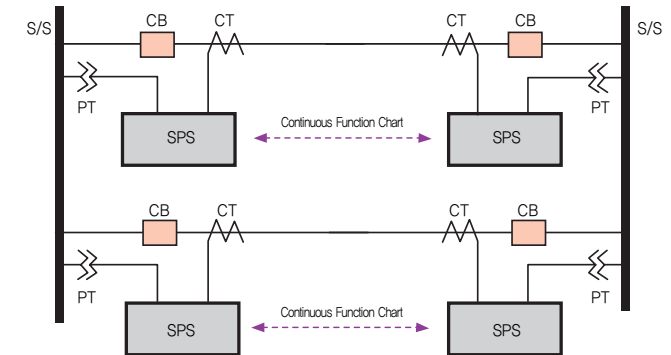 S/S CB CT CT CB S/S
PT PT
SPS Continuous Function Chart SPS
CB CT CT CB
PT PT
SPS Continuous Function Chart SPS